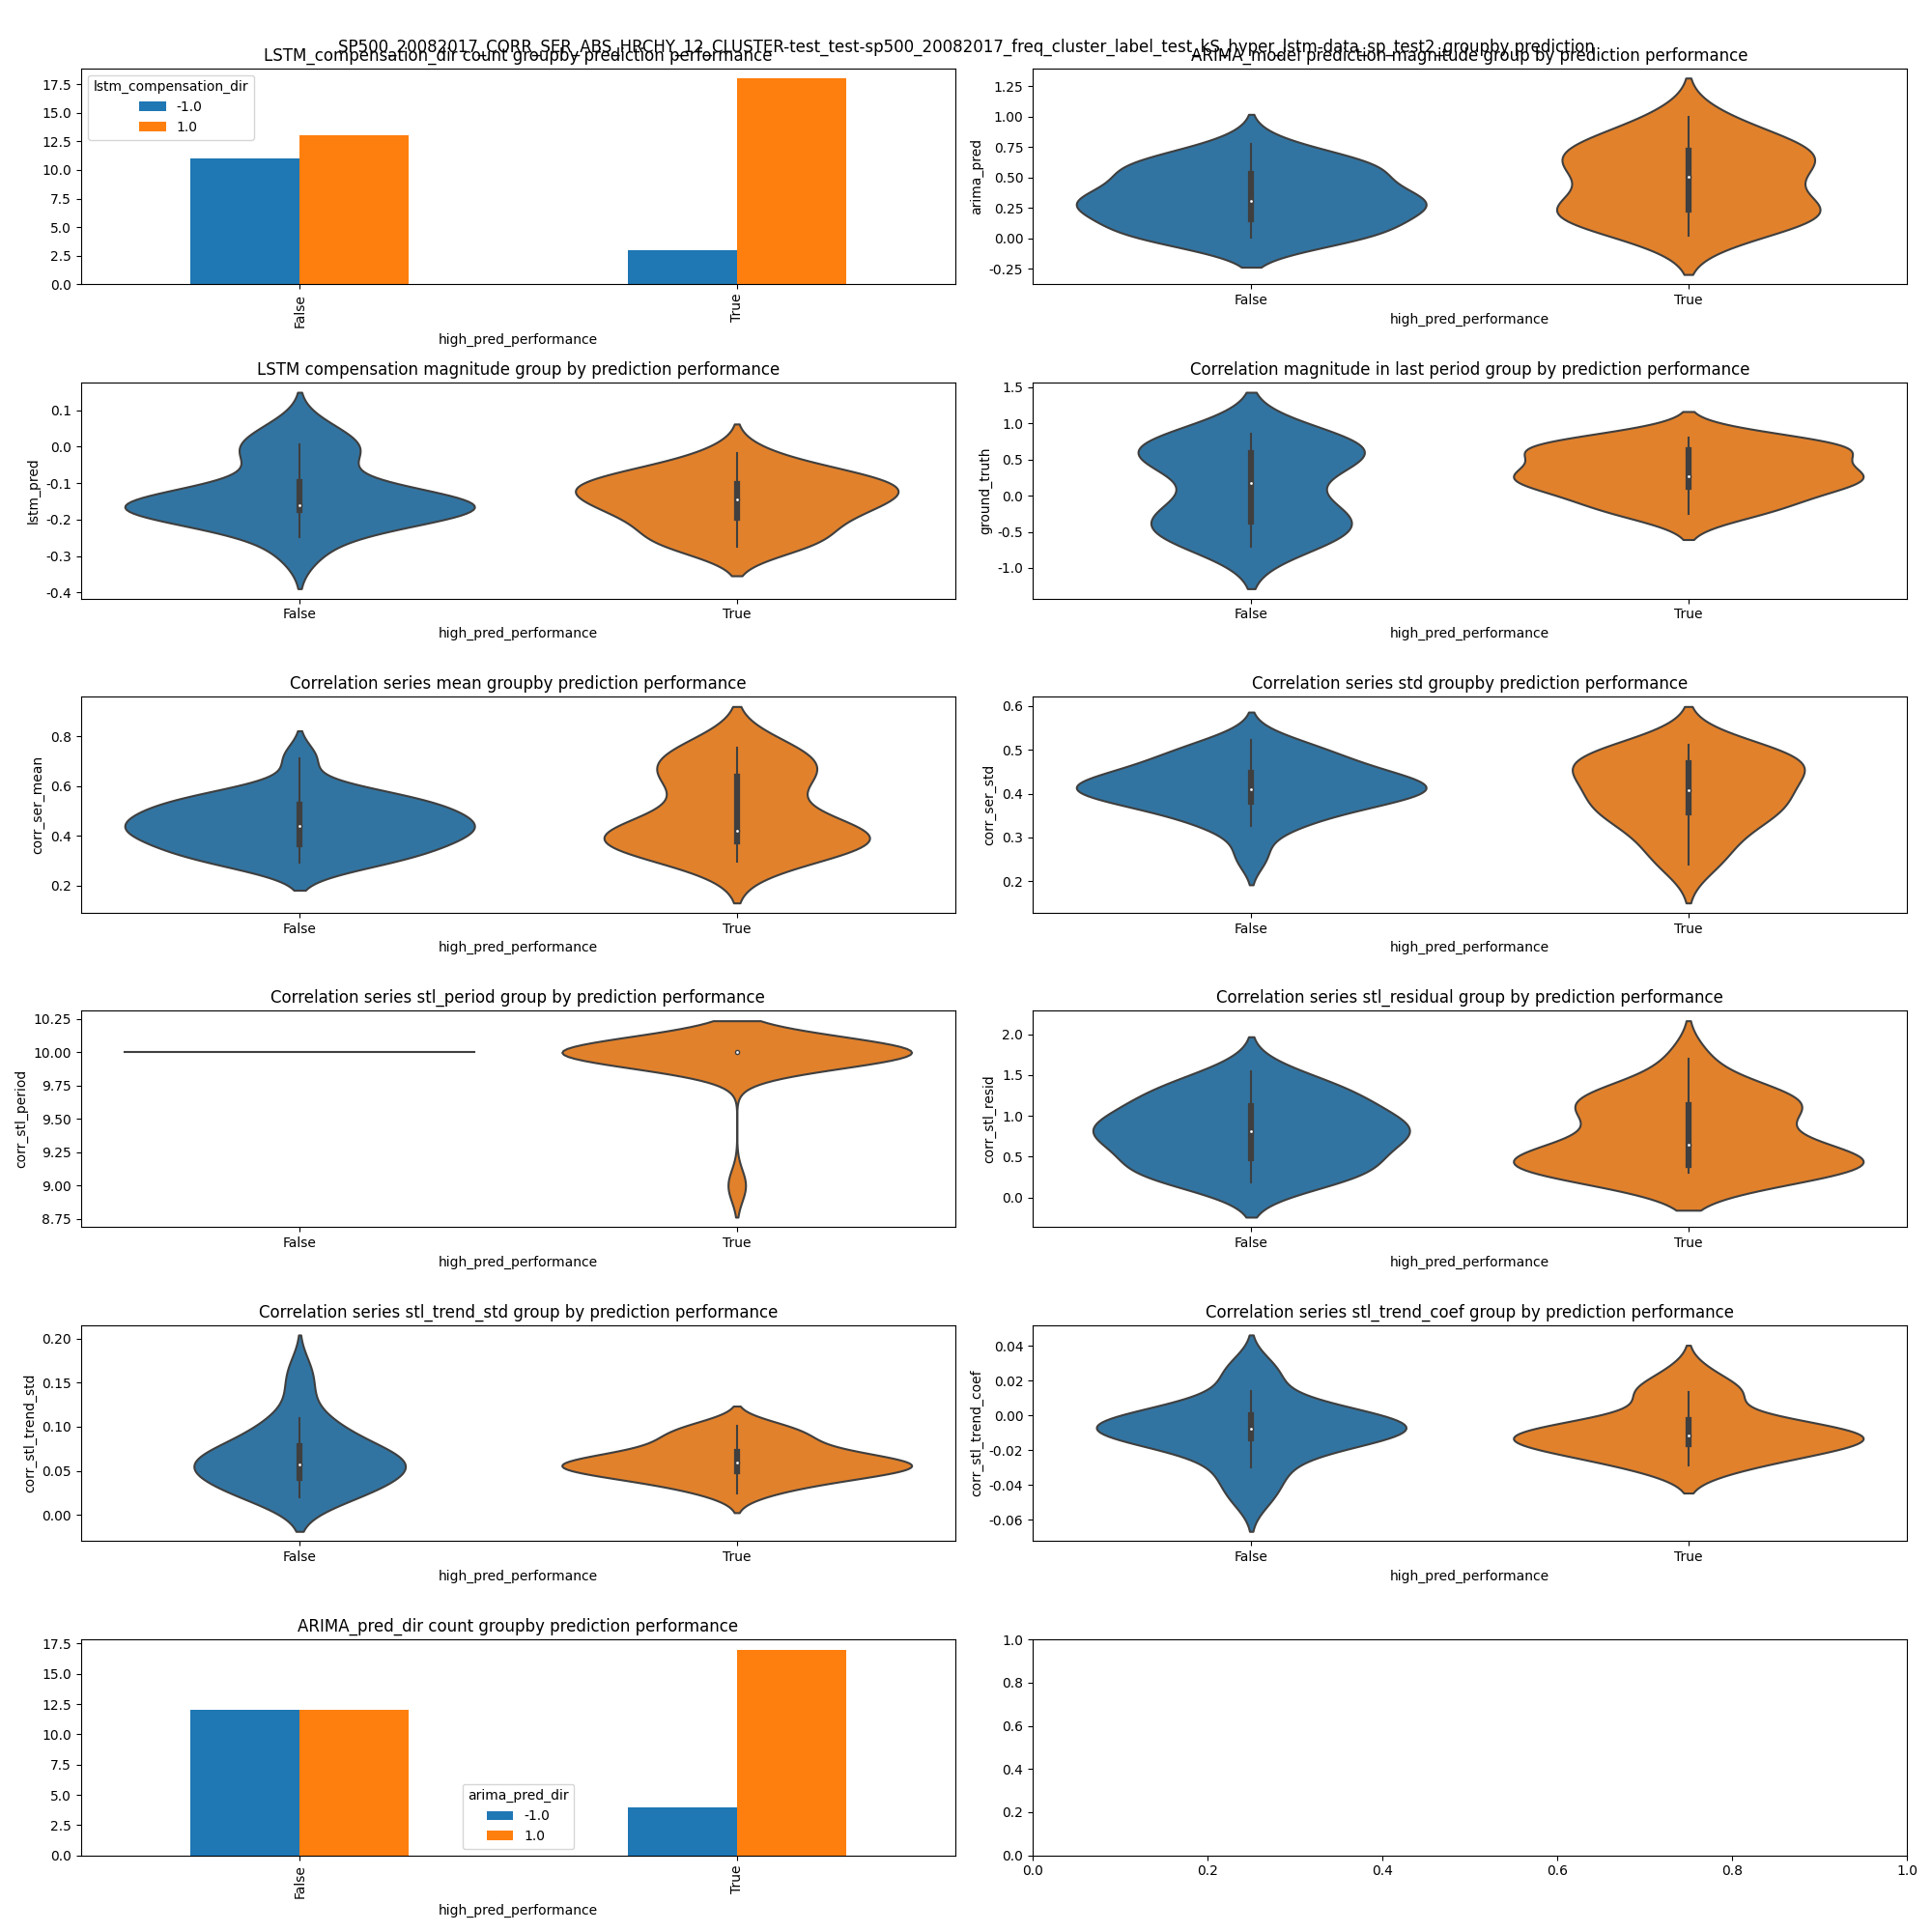 SP500_20082017_CORR_SER_ABS_HRCHY_12_CLUSTER-test_test-sp500_20082017_freq_cluster_label_test_kS_hyper_lstm-data_sp_test2_groupby prediction
LSTM_compensation_dir count groupby prediction performance
17.5
15.0
12.5
10.0
7.5
5.0
2.5
0.0
lstm_compensation_dir
-1.0
1.0
False
True
high_pred_performance
ARIMA_model prediction magnitude group by prediction performance
arima_pred
1.25
1.00
0.75
0.50
0.25
0.00
-0.25
False
True
high_pred_performance
LSTM compensation magnitude group by prediction performance
lstm_pred
0.1
0.0
-0.1
-0.2
-0.3
-0.4
False
True
high_pred_performance
Correlation magnitude in last period group by prediction performance
ground_truth
1.5
1.0
0.5
0.0
-0.5
-1.0
False
True
high_pred_performance
Correlation series mean groupby prediction performance
corr_ser_mean
0.8
0.6
0.4
0.2
False
True
high_pred_performance
Correlation series std groupby prediction performance
corr_ser_std
0.6
0.5
0.4
0.3
0.2
False
True
high_pred_performance
Correlation series stl_period group by prediction performance
corr_stl_period
10.25
10.00
9.75
9.50
9.25
9.00
8.75
False
True
high_pred_performance
Correlation series stl_residual group by prediction performance
corr_stl_resid
2.0
1.5
1.0
0.5
0.0
False
True
high_pred_performance
Correlation series stl_trend_std group by prediction performance
corr_stl_trend_std
0.20
0.15
0.10
0.05
0.00
False
True
high_pred_performance
Correlation series stl_trend_coef group by prediction performance
corr_stl_trend_coef
0.04
0.02
0.00
-0.02
-0.04
-0.06
False
True
high_pred_performance
ARIMA_pred_dir count groupby prediction performance
17.5
15.0
12.5
10.0
7.5
5.0
2.5
0.0
arima_pred_dir
-1.0
1.0
False
True
high_pred_performance
1.0
0.8
0.6
0.4
0.2
0.0
0.0
0.2
0.4
0.6
0.8
1.0